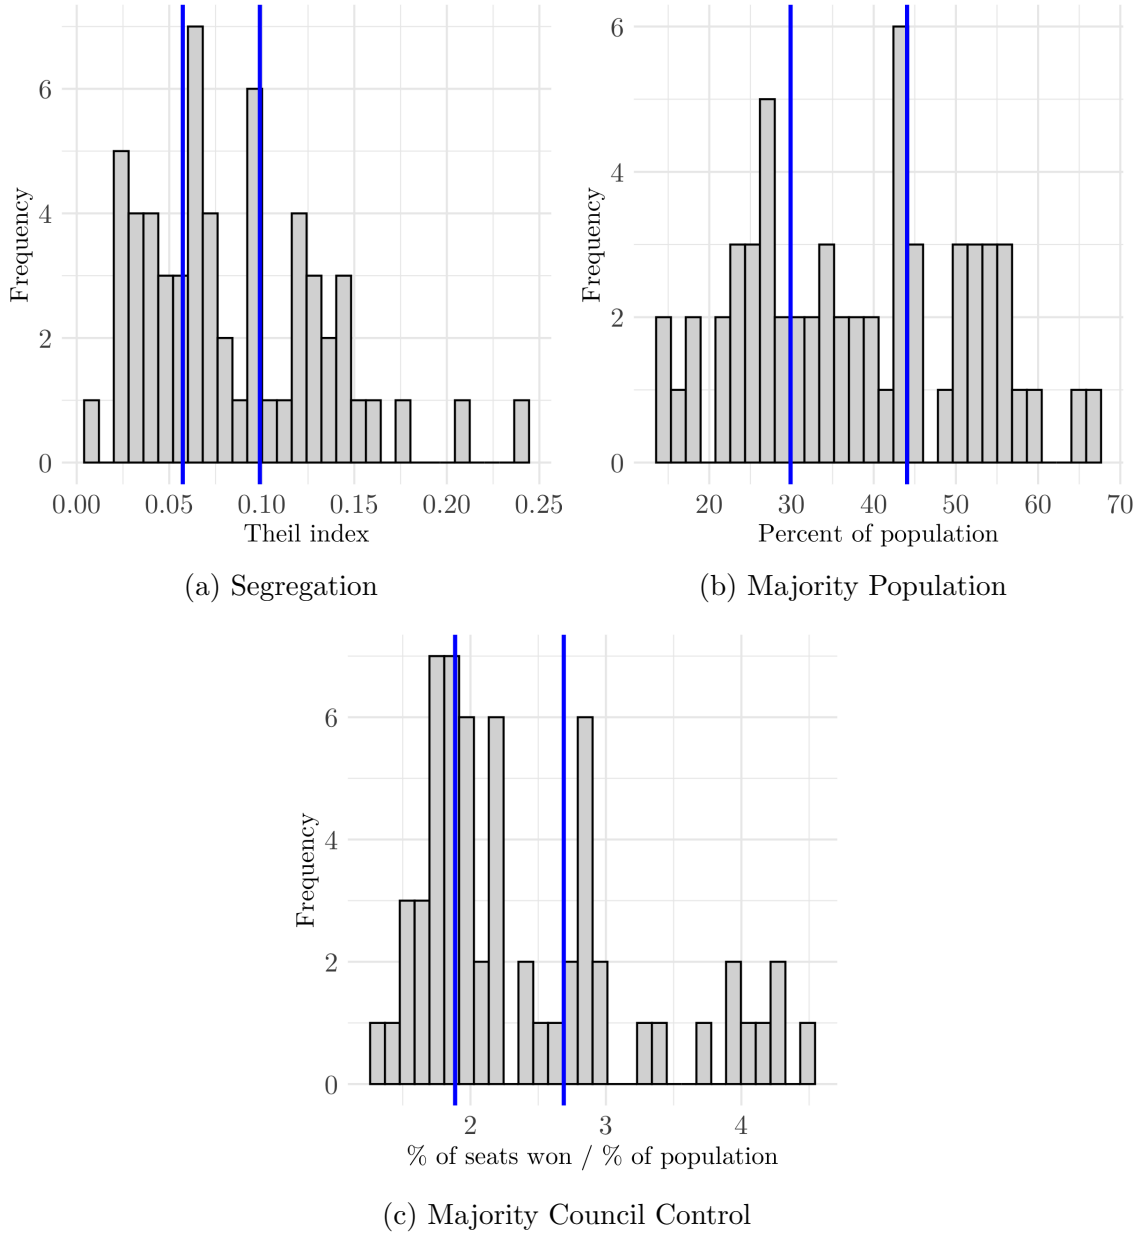 Frequency
6
4
2
0
0.00 0.05 0.10 0.15 0.20 0.25
Theil index
(a) Segregation
Frequency
6
4
2
0
20 30 40 50 60 70
Percent of population
(b) Majority Population
Frequency
6
4
2
0
2 3 4
% of seats won / % of population
(c) Majority Council Control